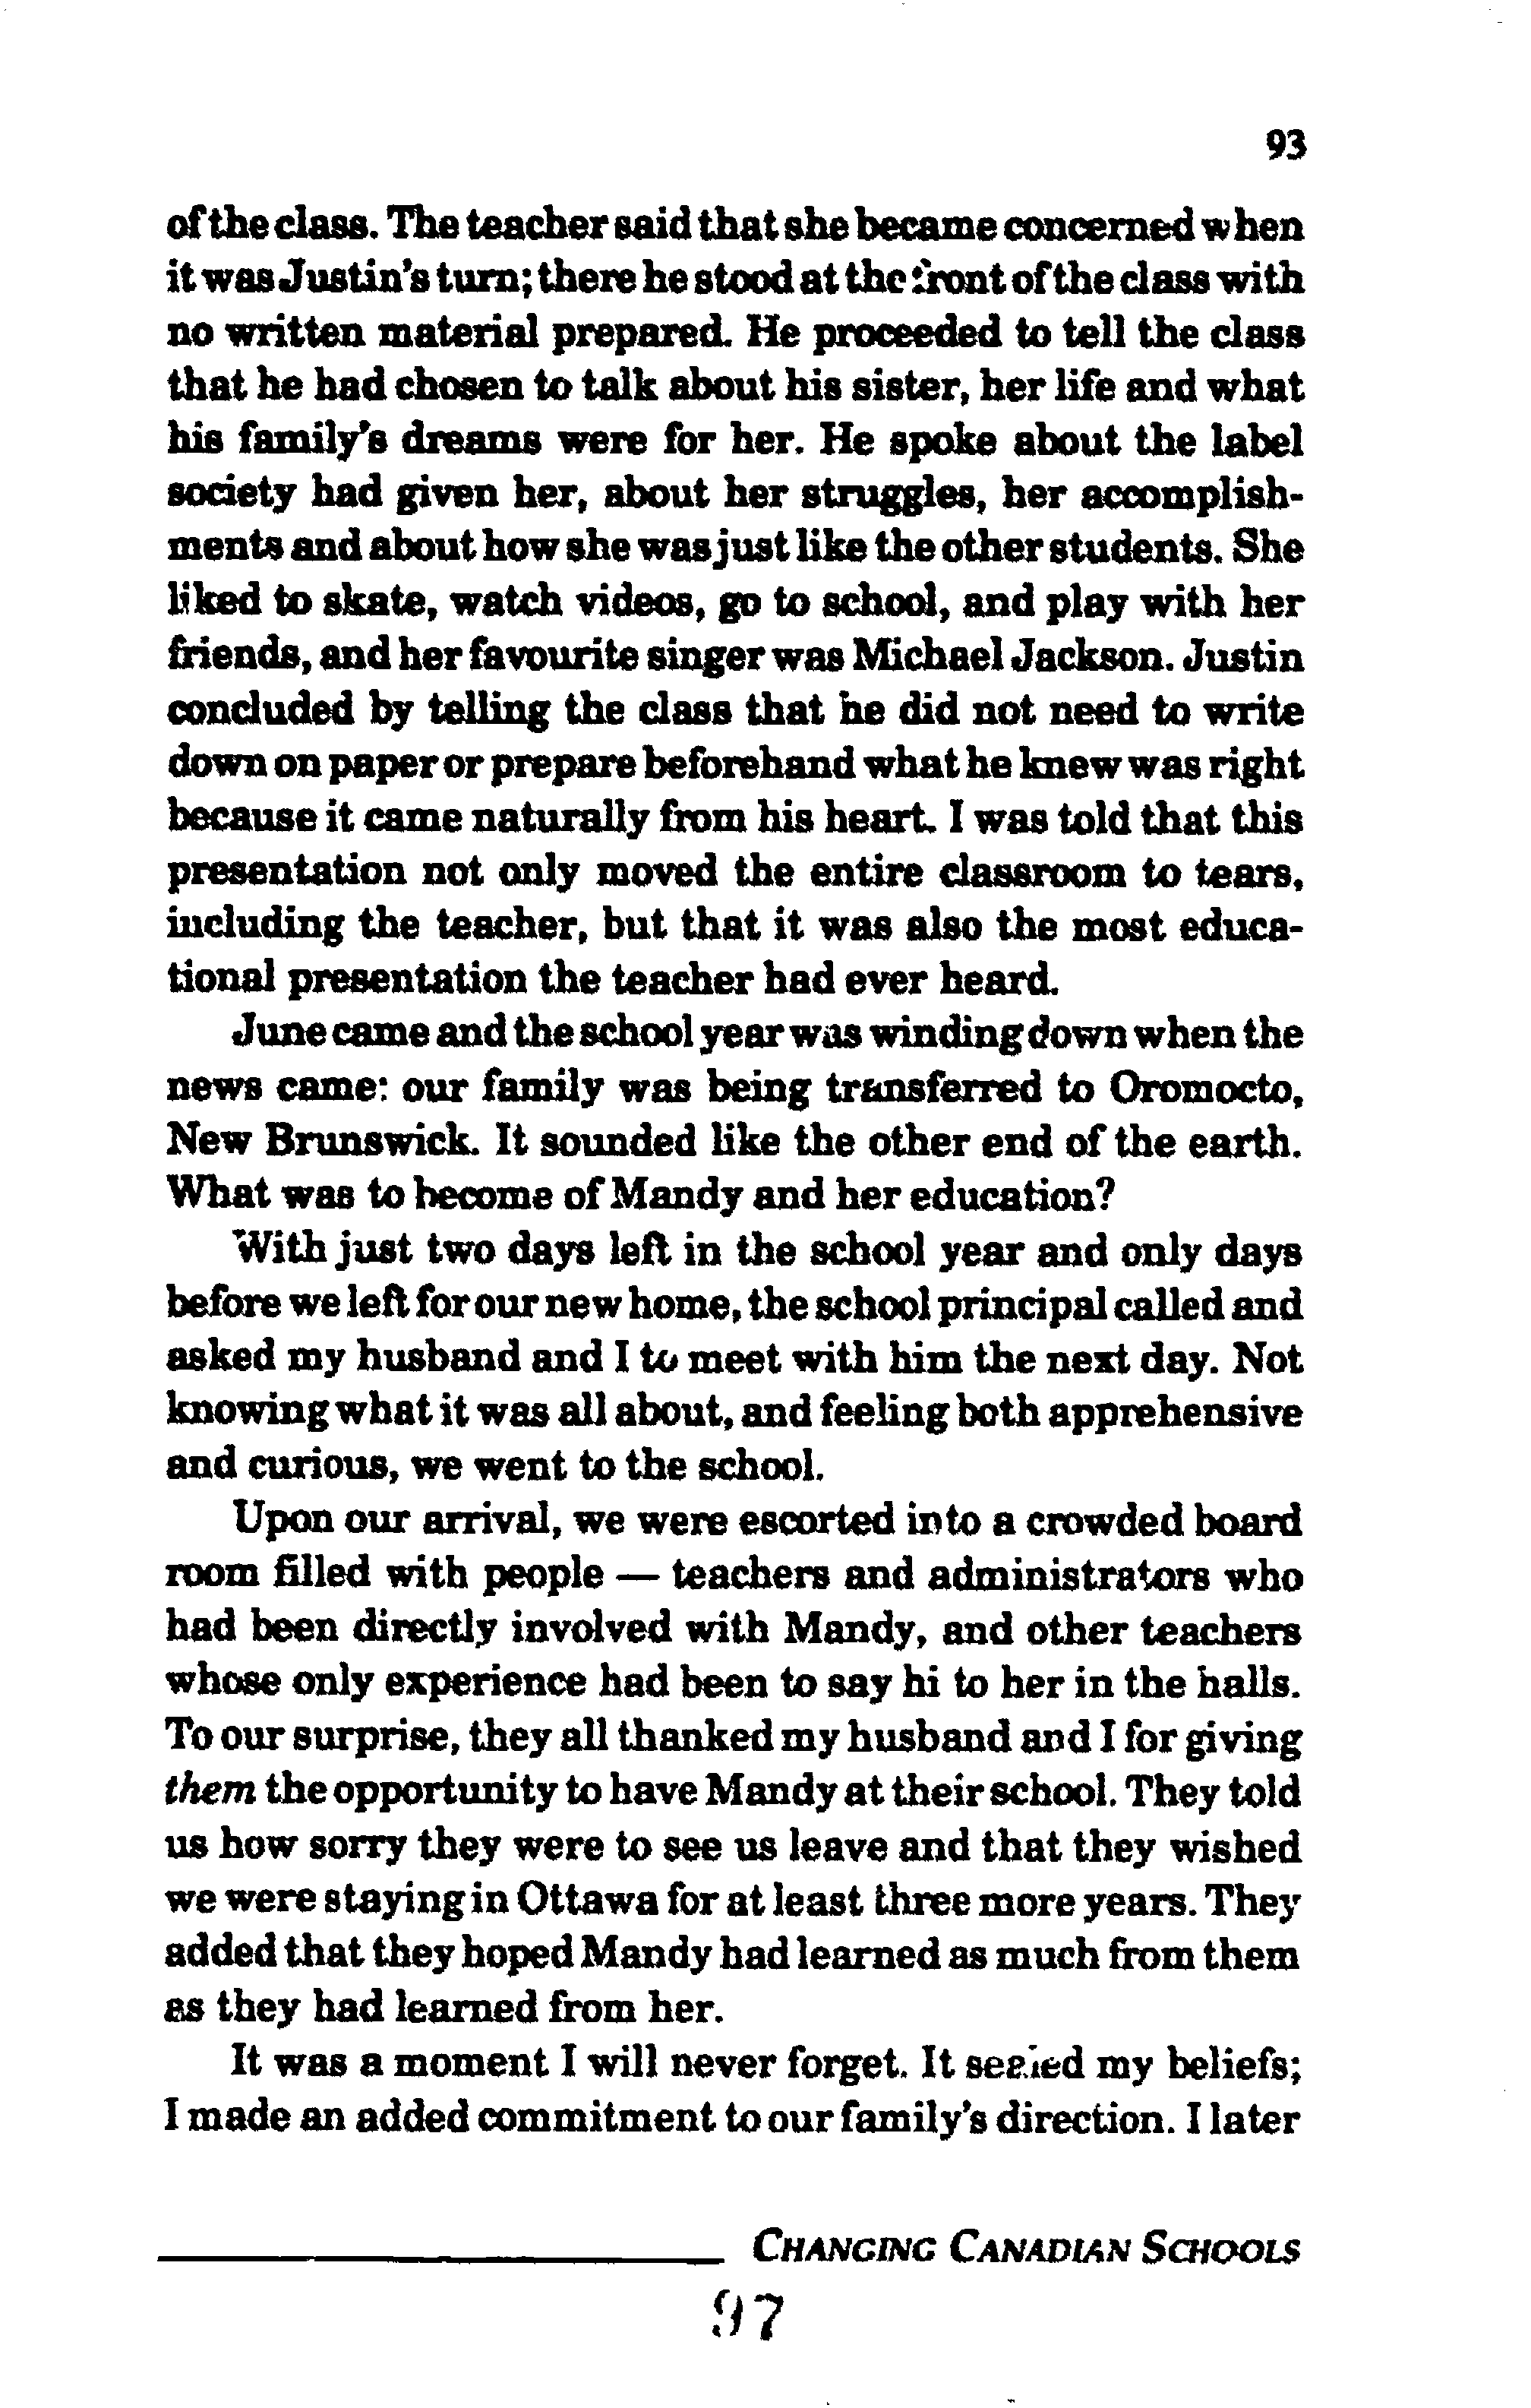 93
of the class. The teacher said that she became concerned when
it was Justin's turn; there he stood at the front of the class with
no written material prepared. He proceeded to tell the class
that he had chosen to talk about his sister, her life and what
his family's dreams were for her. He spoke about the label
society had given her, about her struggles, her accomplish-
ments and about how she was just like the other students. She
liked to skate, watch videos, go to school, and play with her
friends, and her favourite singer was Michael Jackson. Justin
concluded by telling the class that he did not need to write
down on paper or prepare beforehand what he knew was right
because it came naturally from his heart. I was told that this
presentation not only moved the entire classroom to tears,
including the teacher, but that it was also the most educa-
tional presentation the teacher had ever heard.
June came and the school year was winding down when the
news came: our family was being transferred to Oromocto,
New Brunswick. It sounded like the other end of the earth.
What was to become of Mandy and her education?
With just two days left in the school year and only days
before we left for our new home, the school principal called and
asked my husband and I to meet with him the next day. Not
knowing what it was all about, and feeling both apprehensive
and curious, we went to the school.
Upon our arrival, we were escorted into a crowded board
room filled with people — teachers and administrators who
had been directly involved with Mandy, and other teachers
whose only experience had been to say hi to her in the halls.
To our surprise, they all thanked my husband and I for giving
them the opportunity to have Mandy at their school. They told
us how sorry they were to see us leave and that they wished
we were staying in Ottawa for at least three more years. They
added that they hoped Mandy had learned as much from them
as they had learned from her.
It was a moment I will never forget. It sealed my beliefs;
I made an added commitment to our family's direction. I later
CHANGING CANADIAN SCHOOLS
97